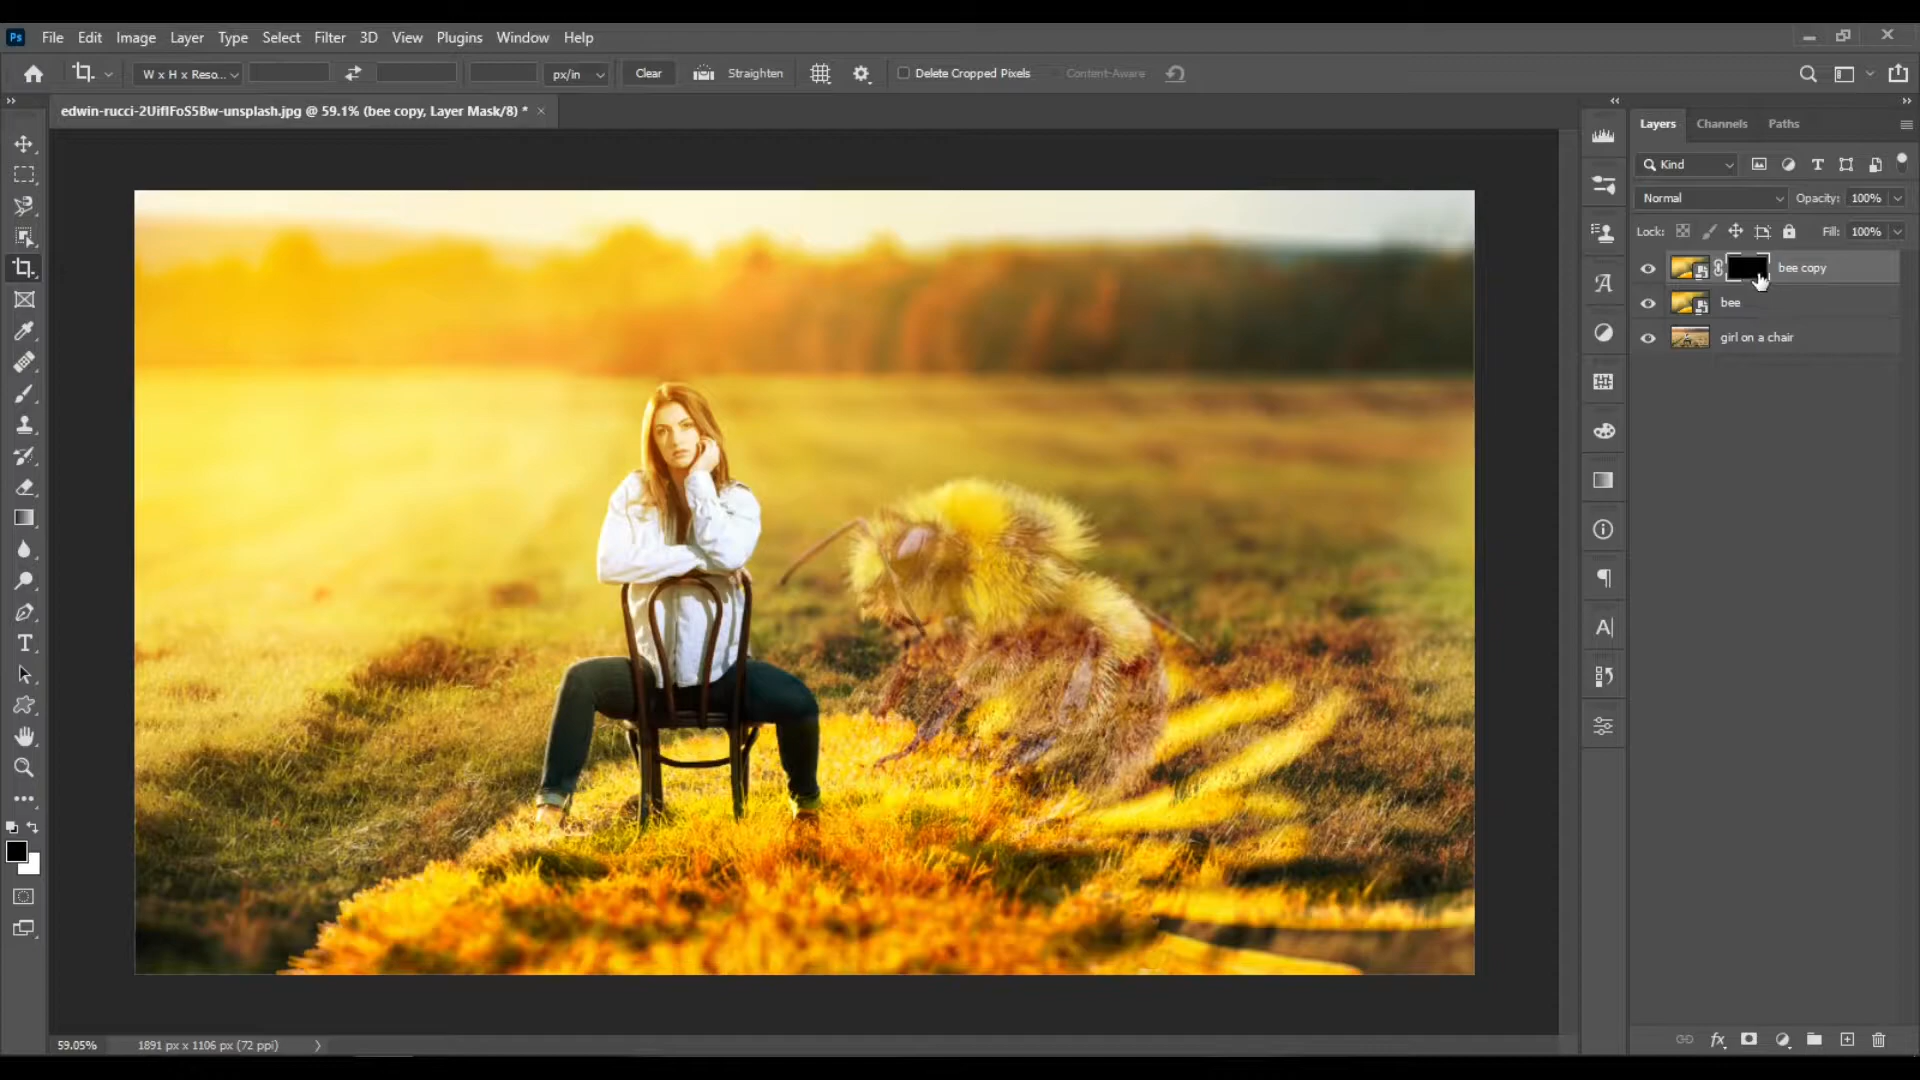 Ps File Edit Image Layer Type Select Filter 3D View Plugins Window Help
W x H x Reso... px/in Clear Straighten Delete Cropped Pixels Content-Aware
edwin-rucci-2UifIFoS5Bw-unsplash.jpg @ 59.1% (bee copy, Layer Mask/8) *
Layers Channels Paths
Kind
Normal Opacity: 100%
Lock: Fill: 100%
bee copy
bee
girl on a chair
59.05% 1891 px x 1106 px (72 ppi)